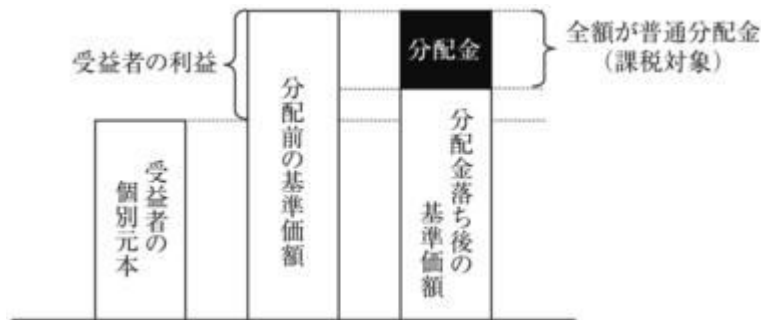 受益者の利益
受益者の
個別元本
分配前の基準価額
分配金
分配金落ち後の
基準価額
全額が普通分配金
（課税対象）